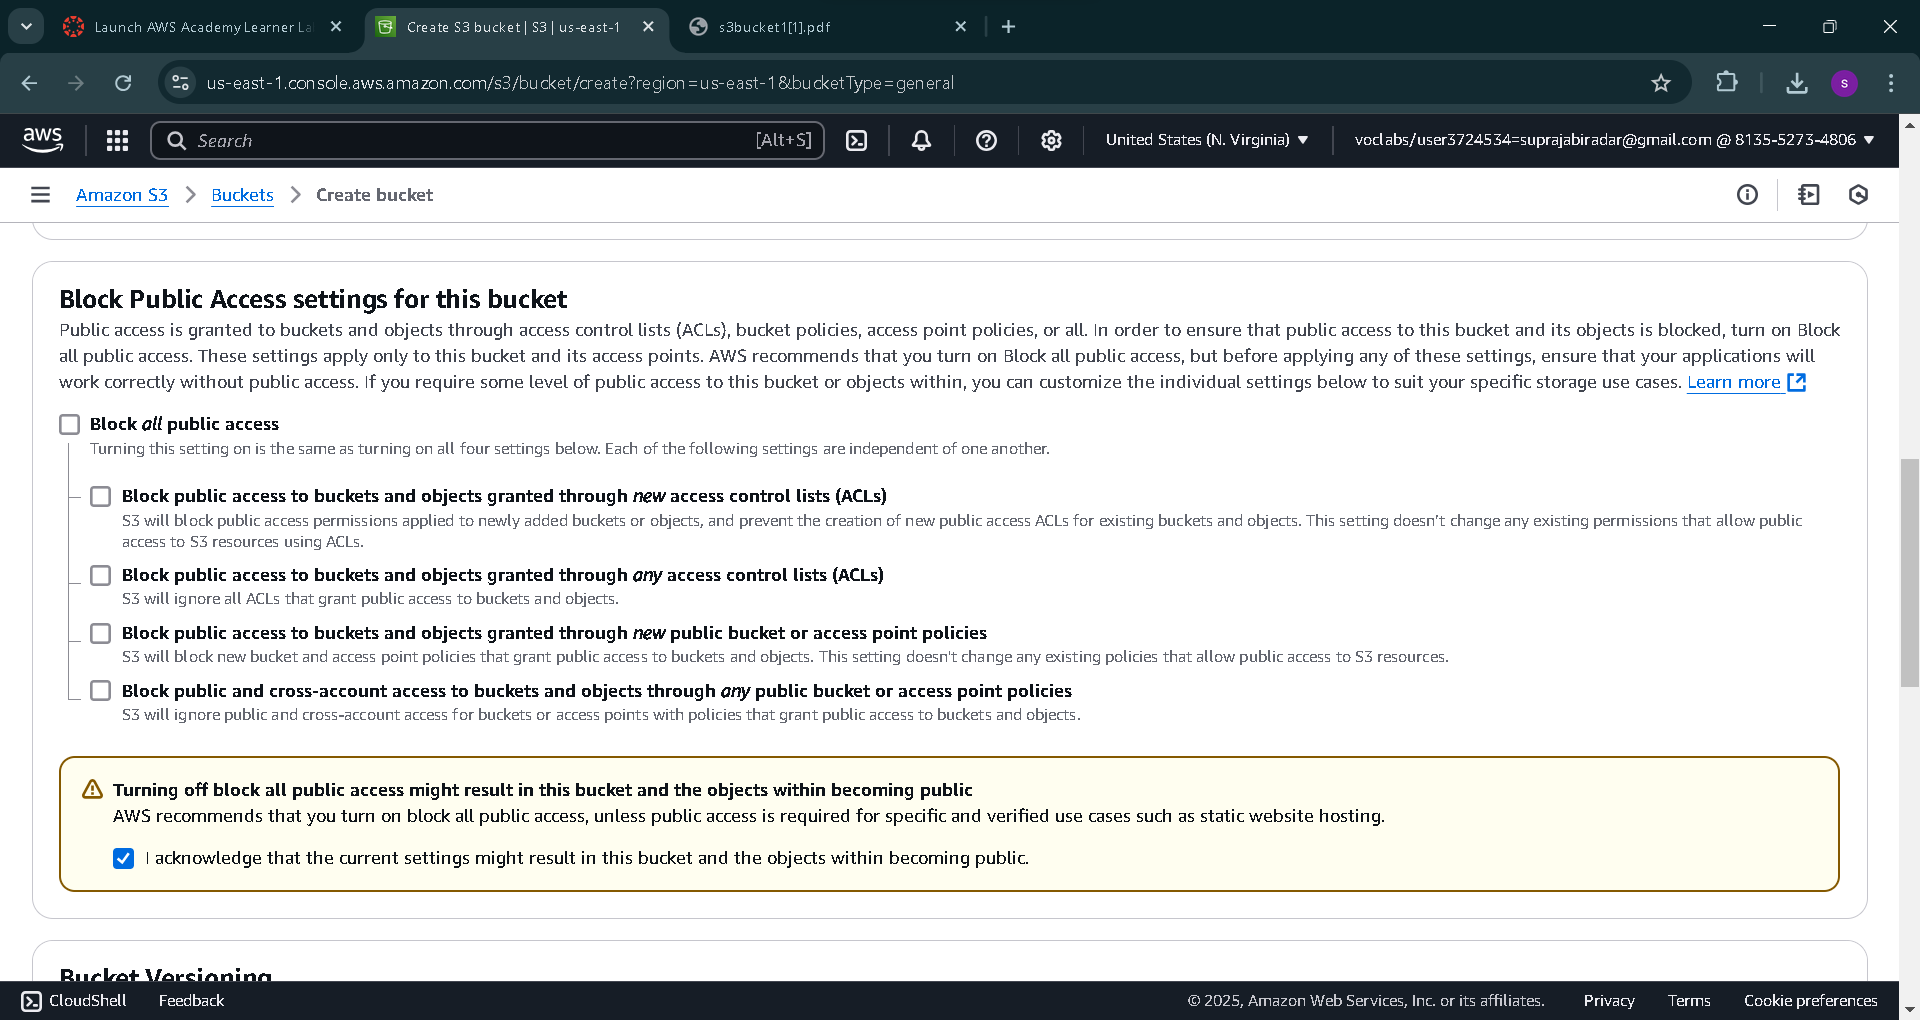 Launch AWS Academy Learner La
Create S3 bucket | S3 | us-east-1
s3bucket1[1].pdf
us-east-1.console.aws.amazon.com/s3/bucket/create?region=us-east-1&bucketType=general
S
aws
Search
[Alt+S]
United States (N. Virginia)
voclabs/user3724534=suprajabiradar@gmail.com @ 8135-5273-4806
Amazon S3
Buckets
Create bucket
Block Public Access settings for this bucket
Public access is granted to buckets and objects through access control lists (ACLs), bucket policies, access point policies, or all. In order to ensure that public access to this bucket and its objects is blocked, turn on Block
all public access. These settings apply only to this bucket and its access points. AWS recommends that you turn on Block all public access, but before applying any of these settings, ensure that your applications will
work correctly without public access. If you require some level of public access to this bucket or objects within, you can customize the individual settings below to suit your specific storage use cases. Learn more
Block all public access
Turning this setting on is the same as turning on all four settings below. Each of the following settings are independent of one another.
Block public access to buckets and objects granted through new access control lists (ACLs)
S3 will block public access permissions applied to newly added buckets or objects, and prevent the creation of new public access ACLs for existing buckets and objects. This setting doesn’t change any existing permissions that allow public
access to S3 resources using ACLs.
Block public access to buckets and objects granted through any access control lists (ACLs)
S3 will ignore all ACLs that grant public access to buckets and objects.
Block public access to buckets and objects granted through new public bucket or access point policies
S3 will block new bucket and access point policies that grant public access to buckets and objects. This setting doesn't change any existing policies that allow public access to S3 resources.
Block public and cross-account access to buckets and objects through any public bucket or access point policies
S3 will ignore public and cross-account access for buckets or access points with policies that grant public access to buckets and objects.
Turning off block all public access might result in this bucket and the objects within becoming public
AWS recommends that you turn on block all public access, unless public access is required for specific and verified use cases such as static website hosting.
I acknowledge that the current settings might result in this bucket and the objects within becoming public.
Bucket Versioning
CloudShell
Feedback
© 2025, Amazon Web Services, Inc. or its affiliates.
Privacy
Terms
Cookie preferences